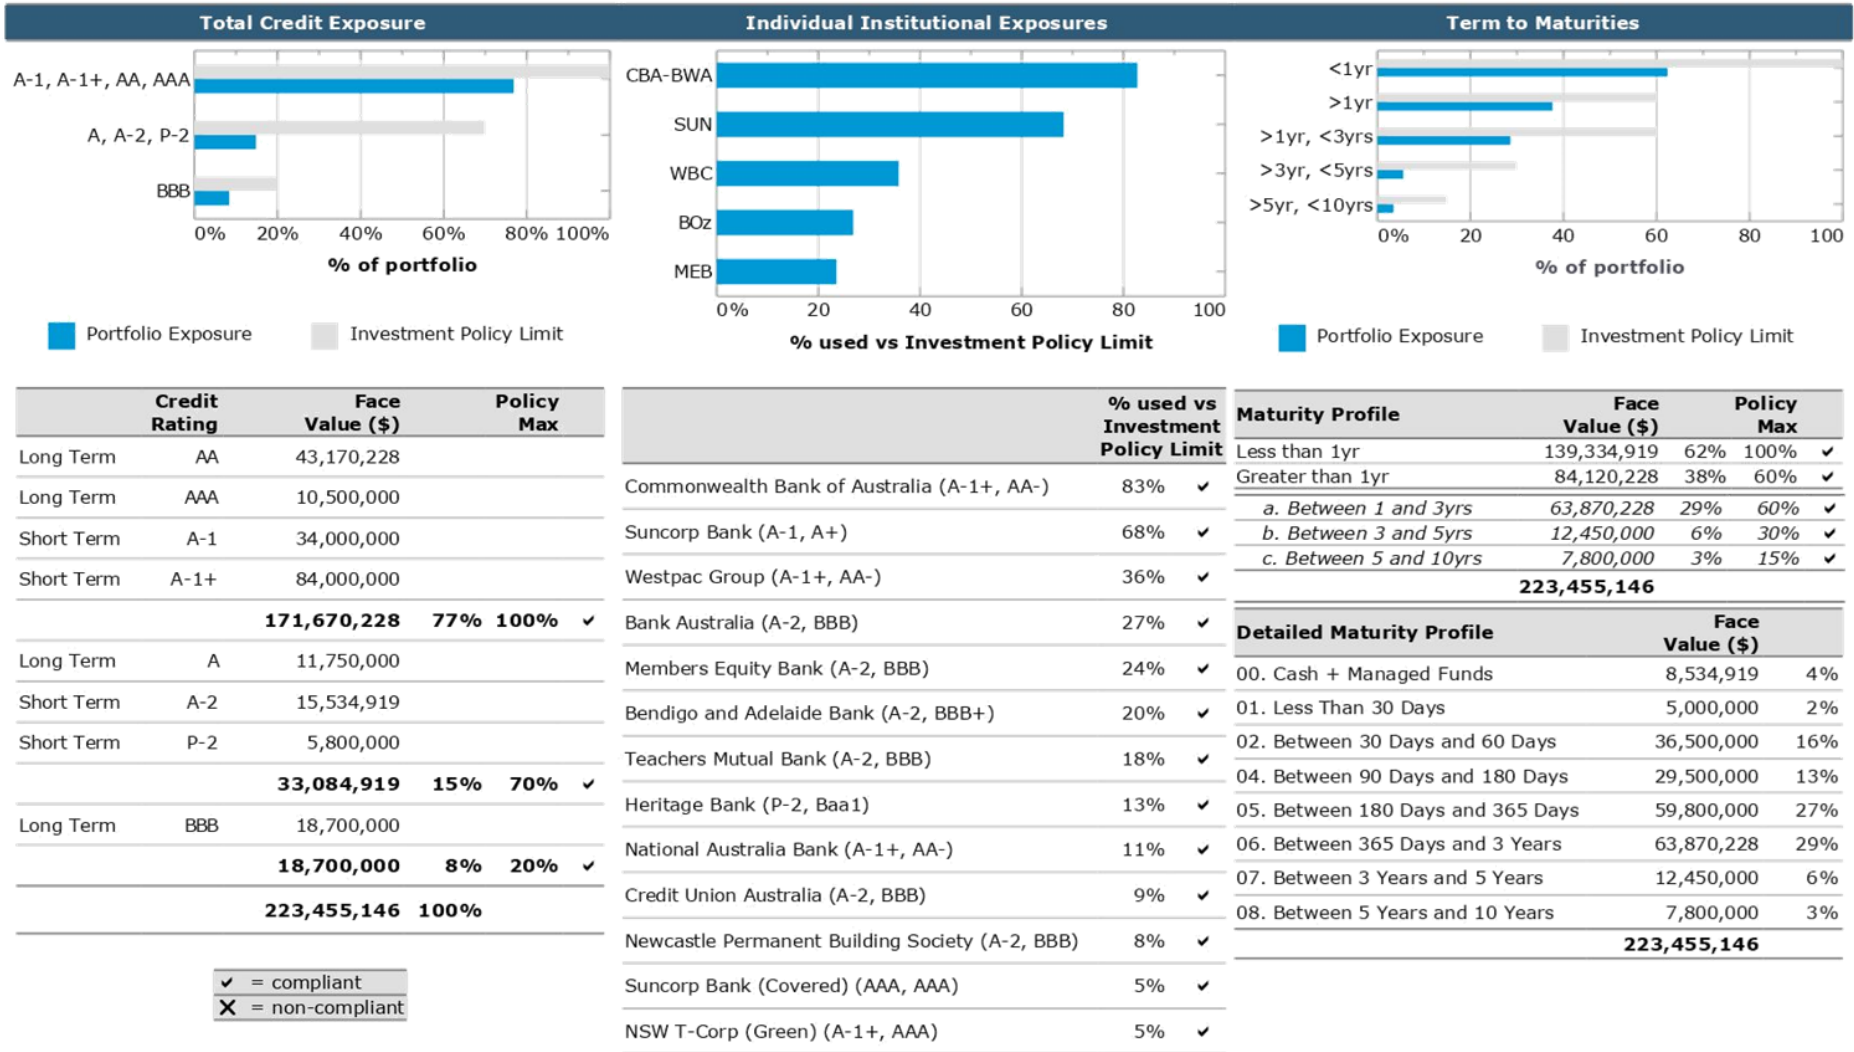 Total Credit Exposure
A-1, A-1+, AA, AAA
A, A-2, P-2
BBB
0% 20% 40% 60% 80% 100%
% of portfolio
Portfolio Exposure Investment Policy Limit
Individual Institutional Exposures
CBA-BWA
SUN
WBC
BOz
MEB
0% 20 40 60 80 100
% used vs Investment Policy Limit
Term to Maturities
<1yr
>1yr
>1yr, <3yrs
>3yr, <5yrs
>5yr, <10yrs
0% 20 40 60 80 100
% of portfolio
Portfolio Exposure Investment Policy Limit
Credit Face Policy
Rating Value ($) Max
Long Term AA 43,170,228
Long Term AAA 10,500,000
Short Term A-1 34,000,000
Short Term A-1+ 84,000,000
171,670,228 77% 100% ✔
Long Term A 11,750,000
Short Term A-2 15,534,919
Short Term P-2 5,800,000
33,084,919 15% 70% ✔
Long Term BBB 18,700,000
18,700,000 8% 20% ✔
223,455,146 100%
✔ = compliant
✗ = non-compliant
% used vs
Investment
Policy Limit
Commonwealth Bank of Australia (A-1+, AA-) 83% ✔
Suncorp Bank (A-1, A+) 68% ✔
Westpac Group (A-1+, AA-) 36% ✔
Bank Australia (A-2, BBB) 27% ✔
Members Equity Bank (A-2, BBB) 24% ✔
Bendigo and Adelaide Bank (A-2, BBB+) 20% ✔
Teachers Mutual Bank (A-2, BBB) 18% ✔
Heritage Bank (P-2, Baa1) 13% ✔
National Australia Bank (A-1+, AA-) 11% ✔
Credit Union Australia (A-2, BBB) 9% ✔
Newcastle Permanent Building Society (A-2, BBB) 8% ✔
Suncorp Bank (Covered) (AAA, AAA) 5% ✔
NSW T-Corp (Green) (A-1+, AAA) 5% ✔
Face Policy
Maturity Profile Value ($) Max
Less than 1yr 139,334,919 62% 100% ✔
Greater than 1yr 84,120,228 38% 60% ✔
a. Between 1 and 3yrs 63,870,228 29% 60% ✔
b. Between 3 and 5yrs 12,450,000 6% 30% ✔
c. Between 5 and 10yrs 7,800,000 3% 15% ✔
223,455,146
Face
Detailed Maturity Profile Value ($)
00. Cash + Managed Funds 8,534,919 4%
01. Less Than 30 Days 5,000,000 2%
02. Between 30 Days and 60 Days 36,500,000 16%
04. Between 90 Days and 180 Days 29,500,000 13%
05. Between 180 Days and 365 Days 59,800,000 27%
06. Between 365 Days and 3 Years 63,870,228 29%
07. Between 3 Years and 5 Years 12,450,000 6%
08. Between 5 Years and 10 Years 7,800,000 3%
223,455,146